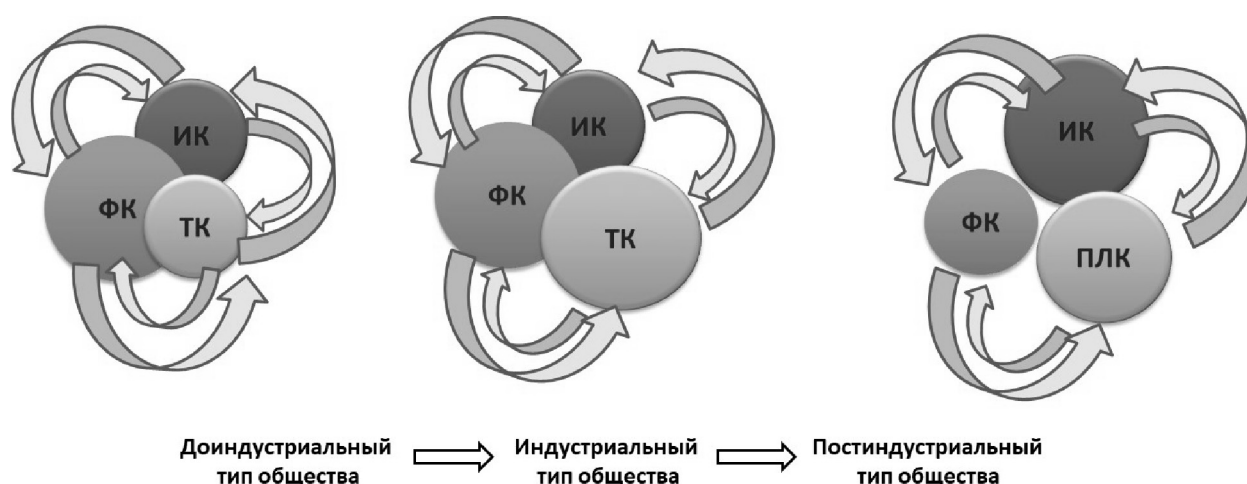 ИК
ФК
ТК
ИК
ФК
ТК
ИК
ФК
ПЛК
Доиндустриальный
тип общества
Индустриальный
тип общества
Постиндустриальный
тип общества